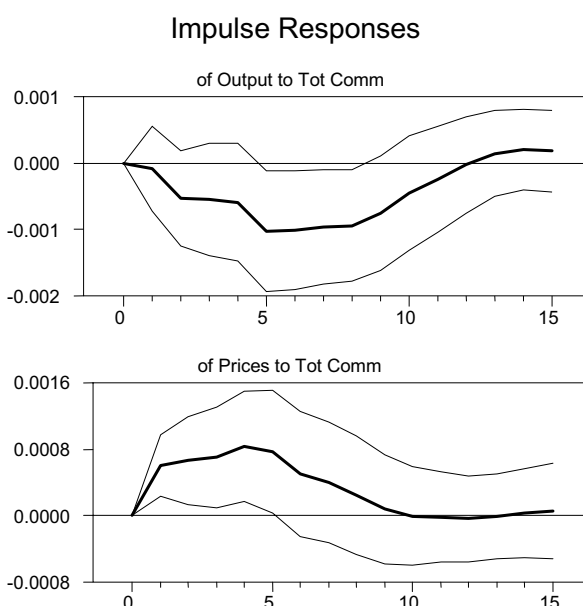 Impulse Responses
of Output to Tot Comm
0.001
0.000
-0.001
-0.002
0 5 10 15
of Prices to Tot Comm
0.0016
0.0008
0.0000
-0.0008
0 5 10 15